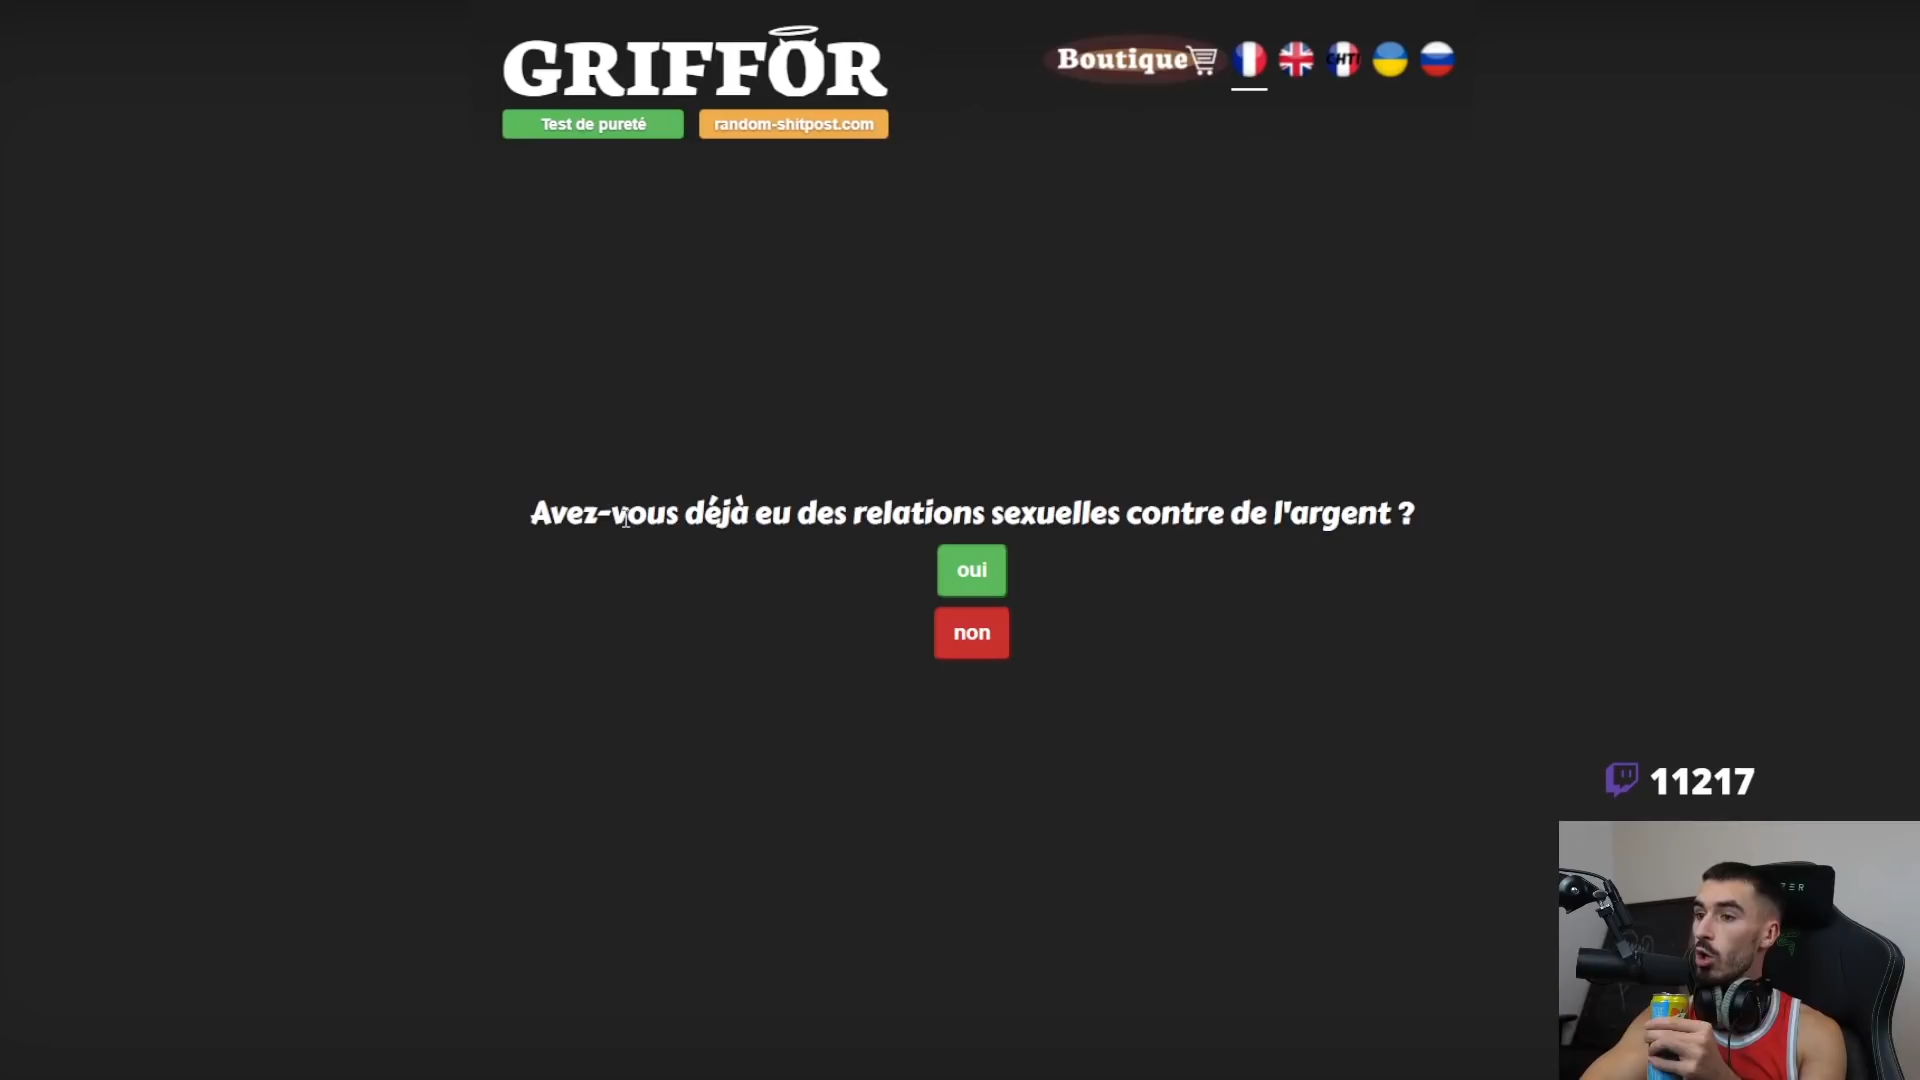 GRIFFOR
Boutique
CHTI
Test de pureté
random-shitpost.com
Avez-vous déjà eu des relations sexuelles contre de l'argent ?
oui
non
11217